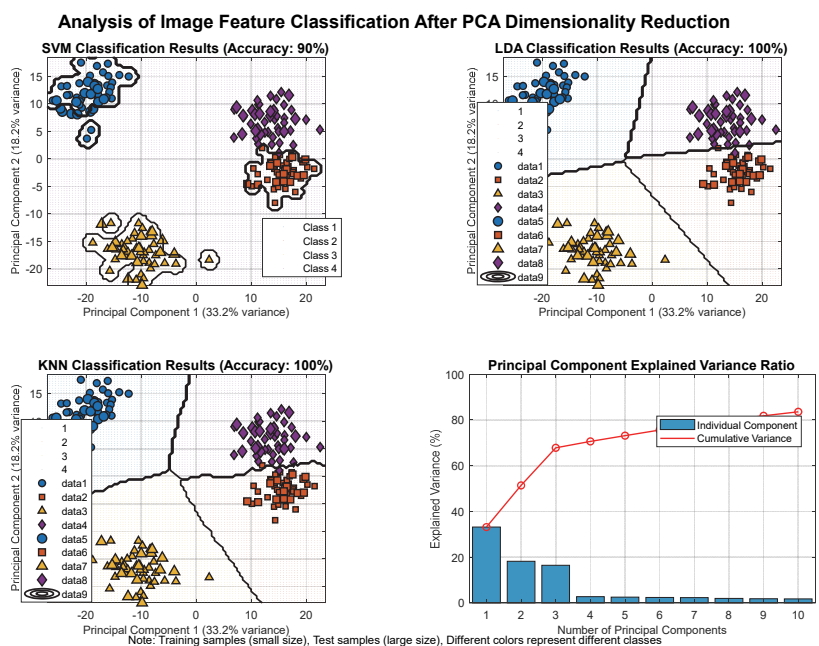 Analysis of Image Feature Classification After PCA Dimensionality Reduction
SVM Classification Results (Accuracy: 90%)
Principal Component 2 (18.2% variance)
15
10
5
0
-5
-10
-15
-20
Class 1
Class 2
Class 3
Class 4
-20
-10
0
10
20
Principal Component 1 (33.2% variance)
LDA Classification Results (Accuracy: 100%)
Principal Component 2 (18.2% variance)
15
1
2
3
4
data1
data2
data3
data4
data5
data6
data7
data8
data9
-20
-10
0
10
20
Principal Component 1 (33.2% variance)
KNN Classification Results (Accuracy: 100%)
Principal Component 2 (18.2% variance)
15
1
2
3
4
data1
data2
data3
data4
data5
data6
data7
data8
data9
-20
-10
0
10
20
Principal Component 1 (33.2% variance)
Principal Component Explained Variance Ratio
Explained Variance (%)
100
80
60
40
20
0
Individual Component
Cumulative Variance
1 2 3 4 5 6 7 8 9 10
Number of Principal Components
Note: Training samples (small size), Test samples (large size), Different colors represent different classes